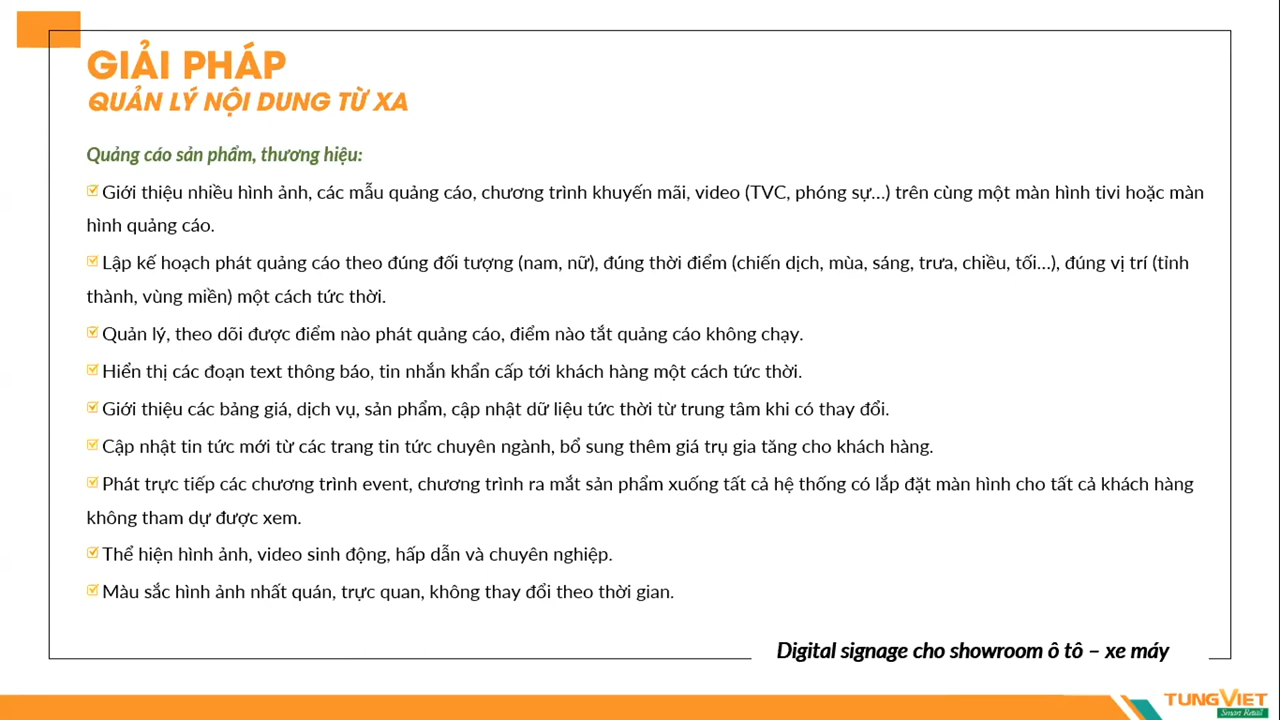 GIẢI PHÁP
QUẢN LÝ NỘI DUNG TỪ XA
Quảng cáo sản phẩm, thương hiệu:
Giới thiệu nhiều hình ảnh, các mẫu quảng cáo, chương trình khuyến mãi, video (TVC, phóng sự...) trên cùng một màn hình tivi hoặc màn
hình quảng cáo.
Lập kế hoạch phát quảng cáo theo đúng đối tượng (nam, nữ), đúng thời điểm (chiến dịch, mùa, sáng, trưa, chiều, tối...), đúng vị trí (tỉnh
thành, vùng miền) một cách tức thời.
Quản lý, theo dõi được điểm nào phát quảng cáo, điểm nào tắt quảng cáo không chạy.
Hiển thị các đoạn text thông báo, tin nhắn khẩn cấp tới khách hàng một cách tức thời.
Giới thiệu các bảng giá, dịch vụ, sản phẩm, cập nhật dữ liệu tức thời từ trung tâm khi có thay đổi.
Cập nhật tin tức mới từ các trang tin tức chuyên ngành, bổ sung thêm giá trụ gia tăng cho khách hàng.
Phát trực tiếp các chương trình event, chương trình ra mắt sản phẩm xuống tất cả hệ thống có lắp đặt màn hình cho tất cả khách hàng
không tham dự được xem.
Thể hiện hình ảnh, video sinh động, hấp dẫn và chuyên nghiệp.
Màu sắc hình ảnh nhất quán, trực quan, không thay đổi theo thời gian.
Digital signage cho showroom ô tô – xe máy
TUNGVIET
Smart Retail